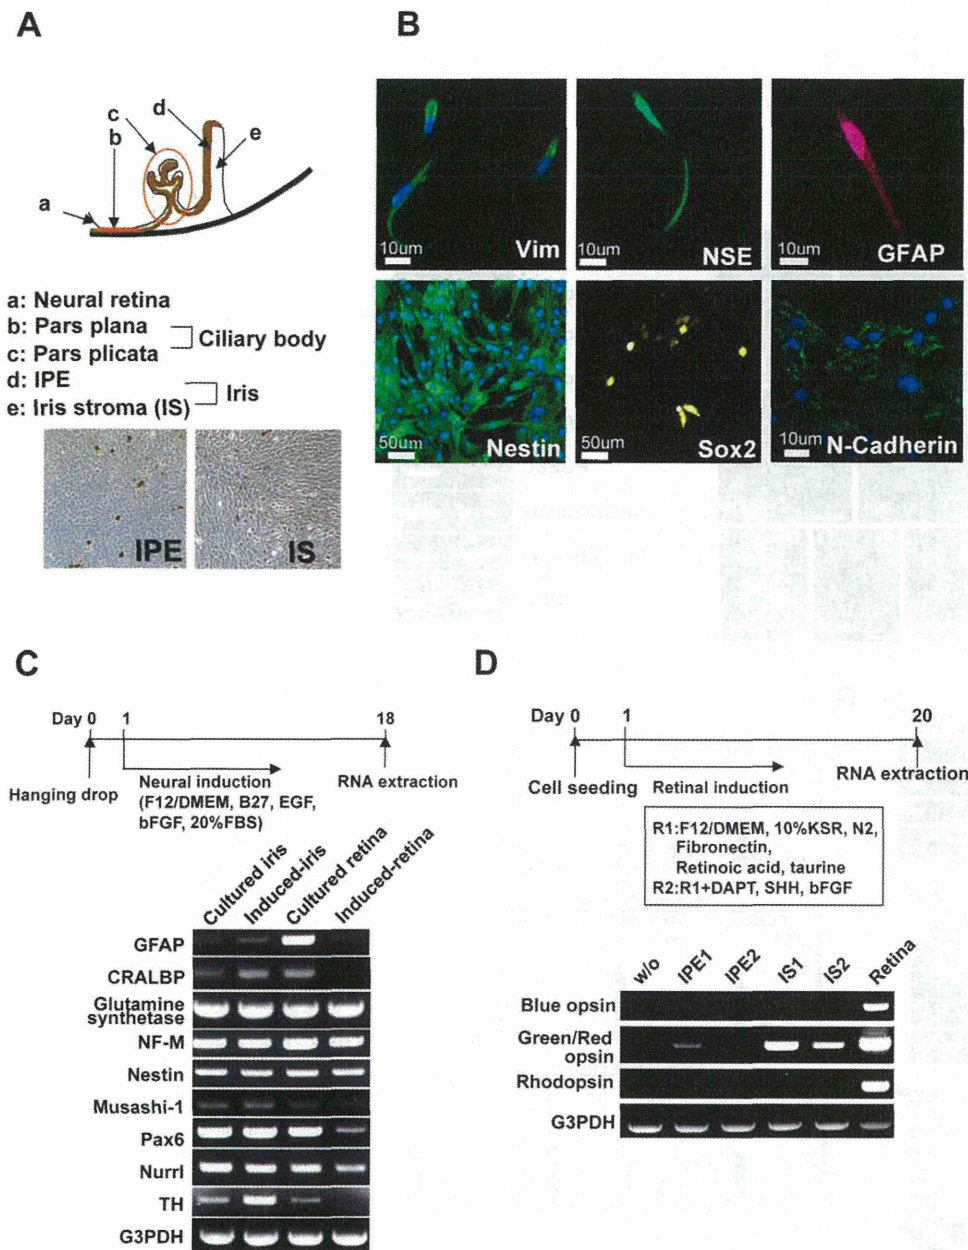 A
c
b
d
e
a
a: Neural retina
b: Pars plana
c: Pars plicata
Ciliary body
d: IPE
e: Iris stroma (IS)
Iris
IPE
IS
B
10um
Vim
10um
NSE
10um
GFAP
50um
Nestin
50um
Sox2
10um
N-Cadherin
C
Day 0
1
18
Hanging drop
Neural induction
(F12/DMEM, B27, EGF,
bFGF, 20%FBS)
RNA extraction
Cultured iris
Induced-iris
Cultured retina
Induced-retina
GFAP
CRALBP
Glutamine
synthetase
NF-M
Nestin
Musashi-1
Pax6
NurrI
TH
G3PDH
D
Day 0
1
20
Cell seeding
Retinal induction
RNA extraction
R1:F12/DMEM, 10%KSR, N2,
Fibronectin,
Retinoic acid, taurine
R2:R1+DAPT, SHH, bFGF
w/o
IPE1
IPE2
IS1
IS2
Retina
Blue opsin
Green/Red
opsin
Rhodopsin
G3PDH